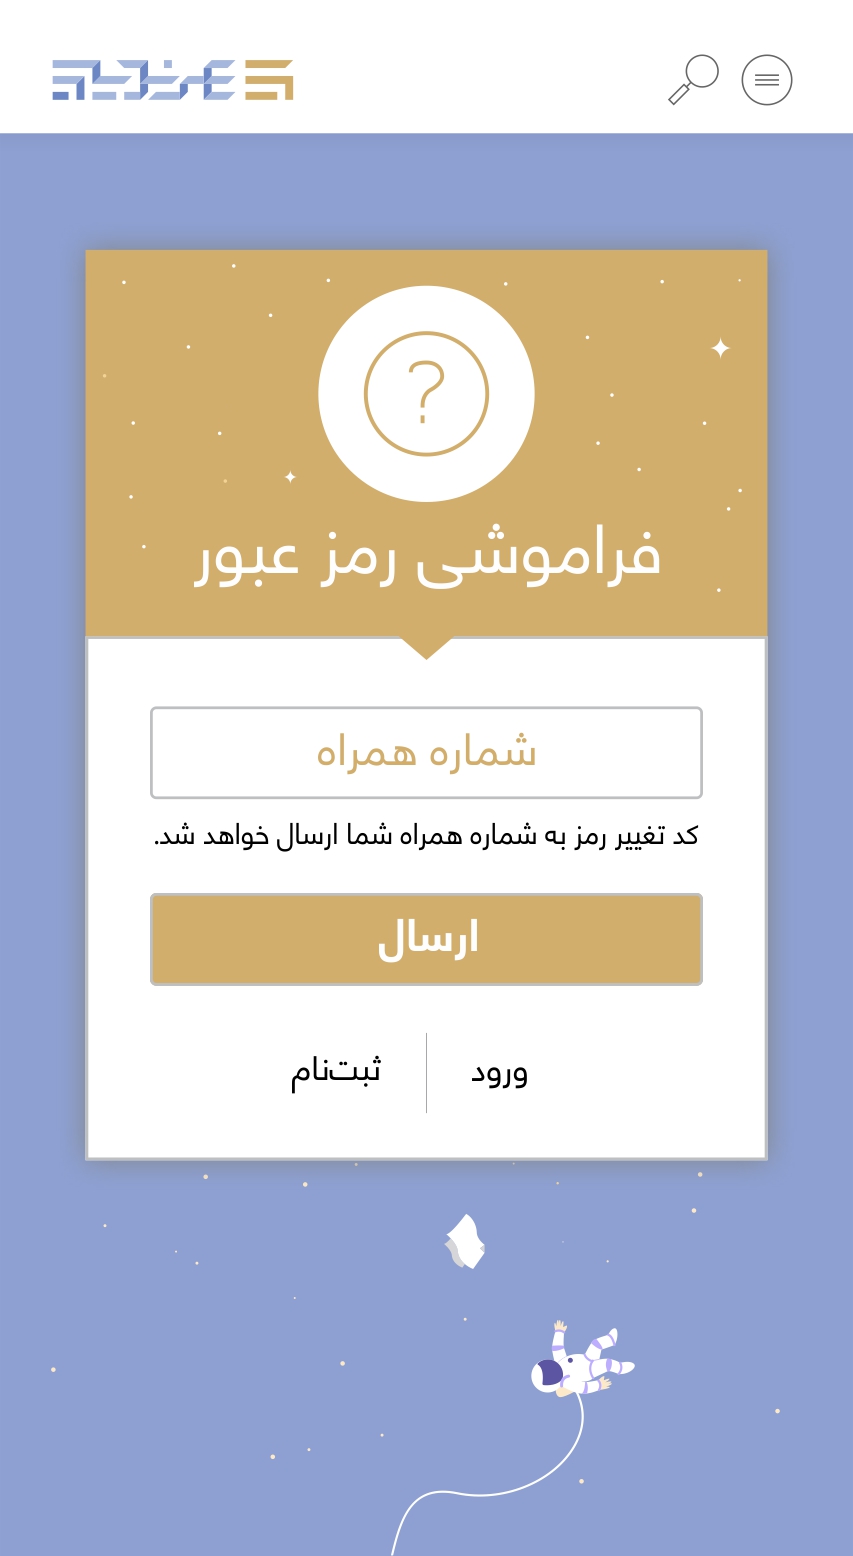 ?
فراموشی رمز عبور
شماره همراه
کد تغییر رمز به شماره همراه شما ارسال خواهد شد.
ارسال
ورود
ثبت‌نام